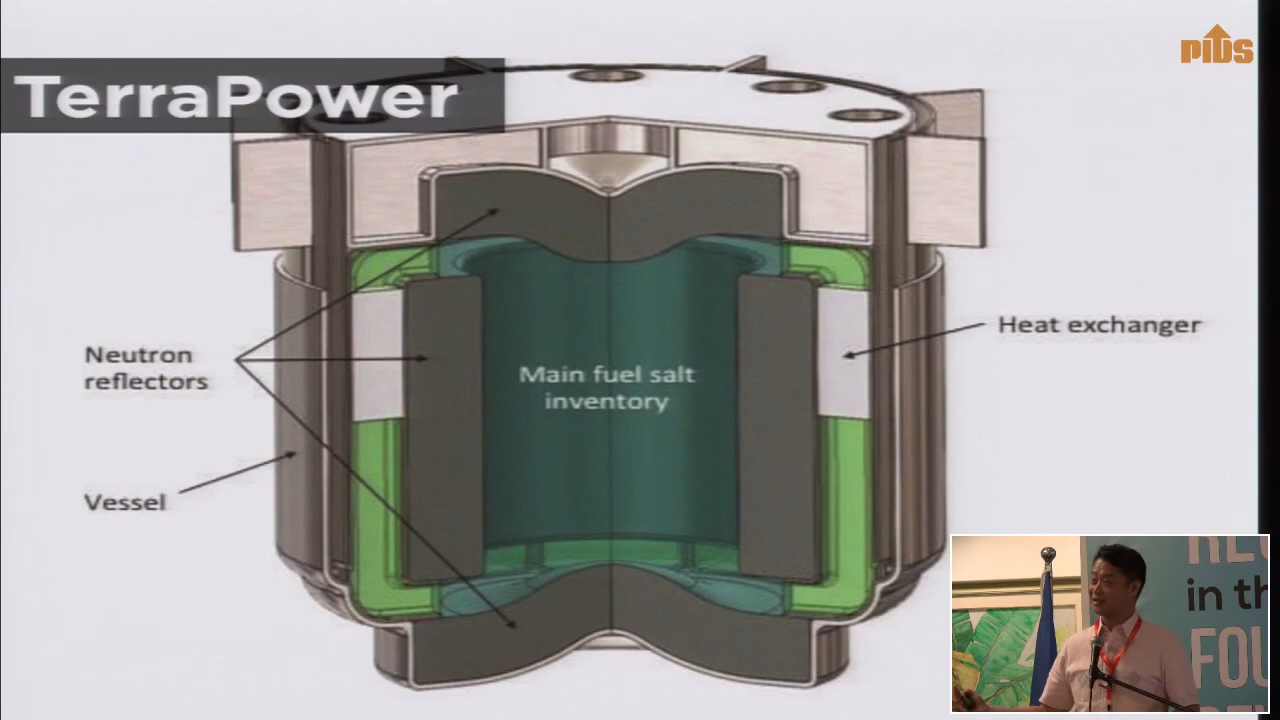 PIDS
TerraPower
Heat exchanger
Neutron
reflectors
Main fuel salt
inventory
Vessel
in th
FOU